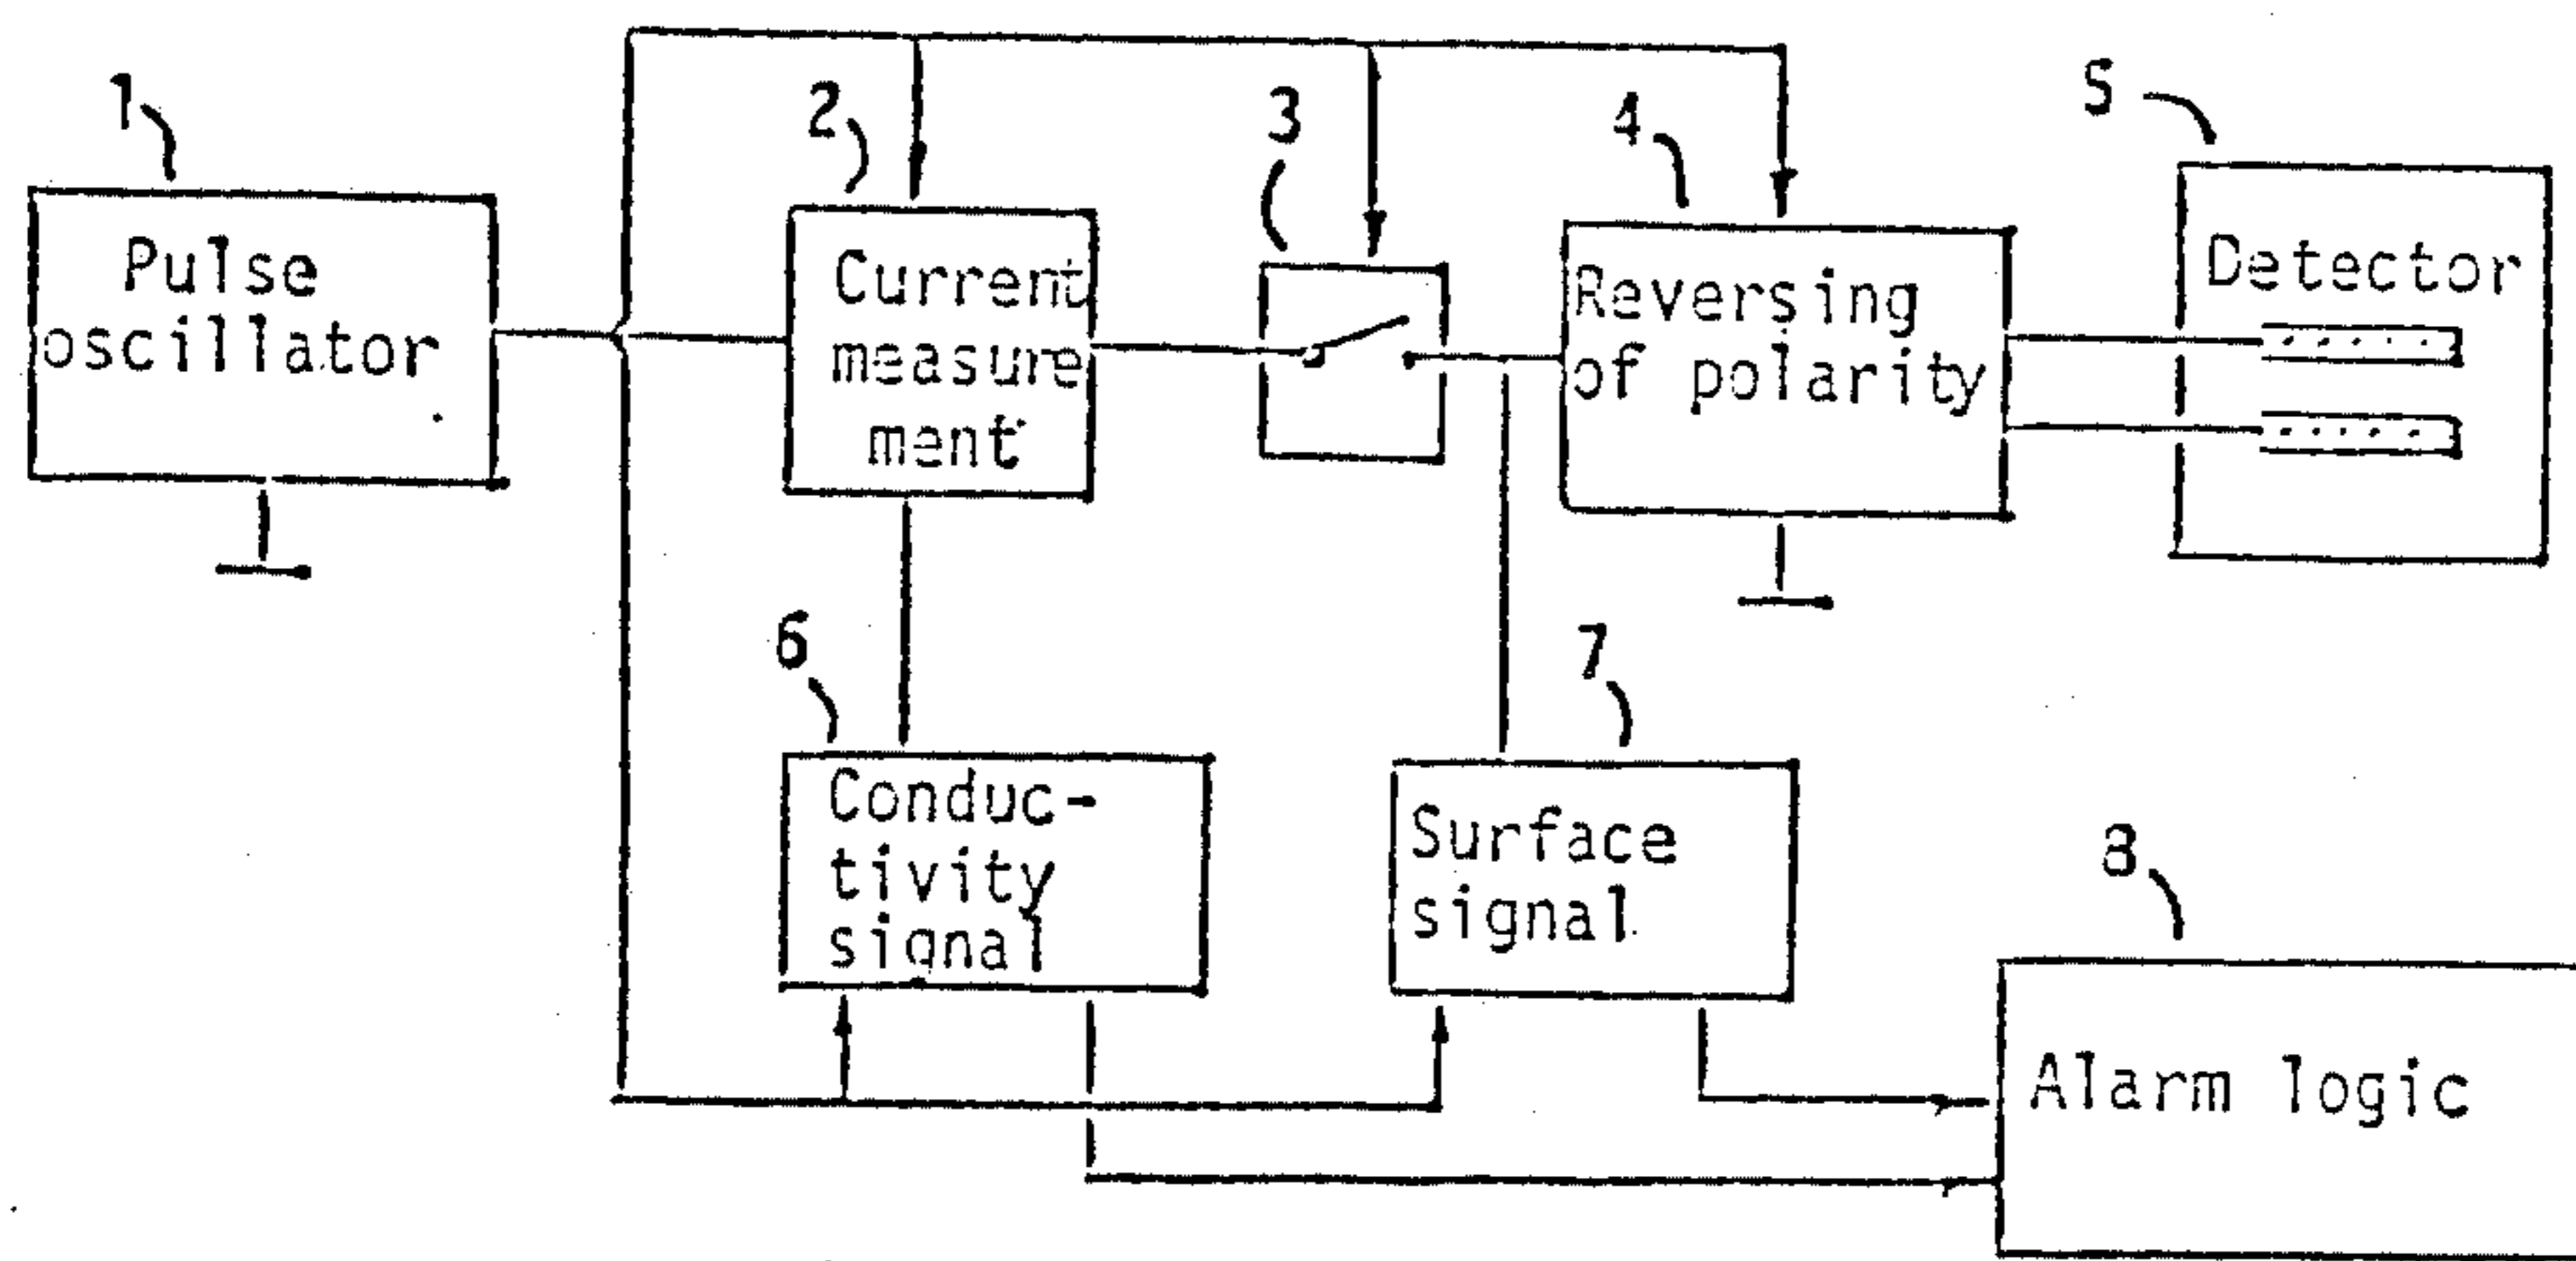 1
2
3
4
5
Pulse
oscillator
Current
measure
ment
Reversing
of polarity
Detector
6
7
8
Conduc-
tivity
signal
Surface
signal
Alarm logic